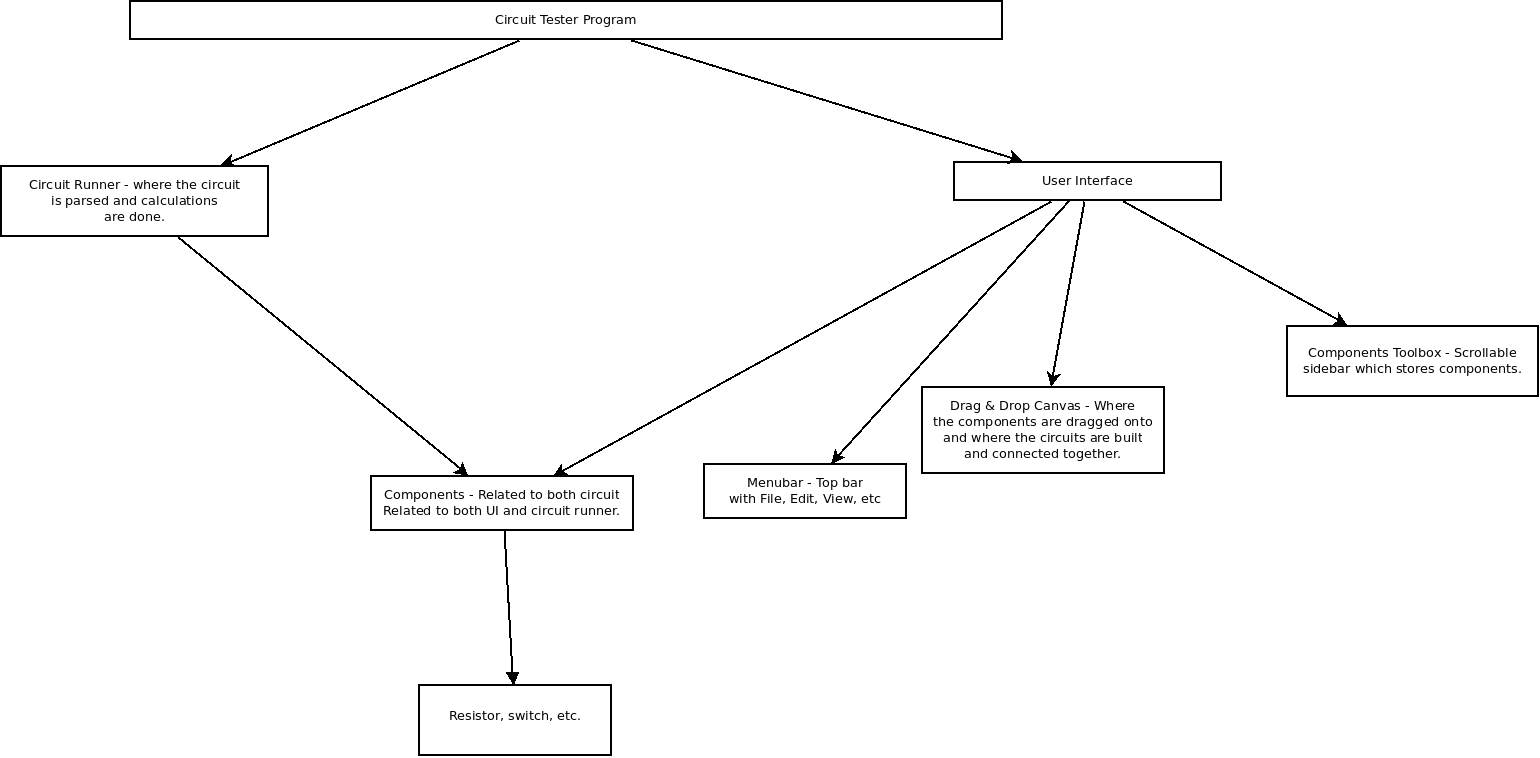 Circuit Tester Program
Circuit Runner - where the circuit
is parsed and calculations
are done.
User Interface
Components Toolbox - Scrollable
sidebar which stores components.
Drag & Drop Canvas - Where
the components are dragged onto
and where the circuits are built
and connected together.
Menubar - Top bar
with File, Edit, View, etc
Components - Related to both circuit
Related to both UI and circuit runner.
Resistor, switch, etc.